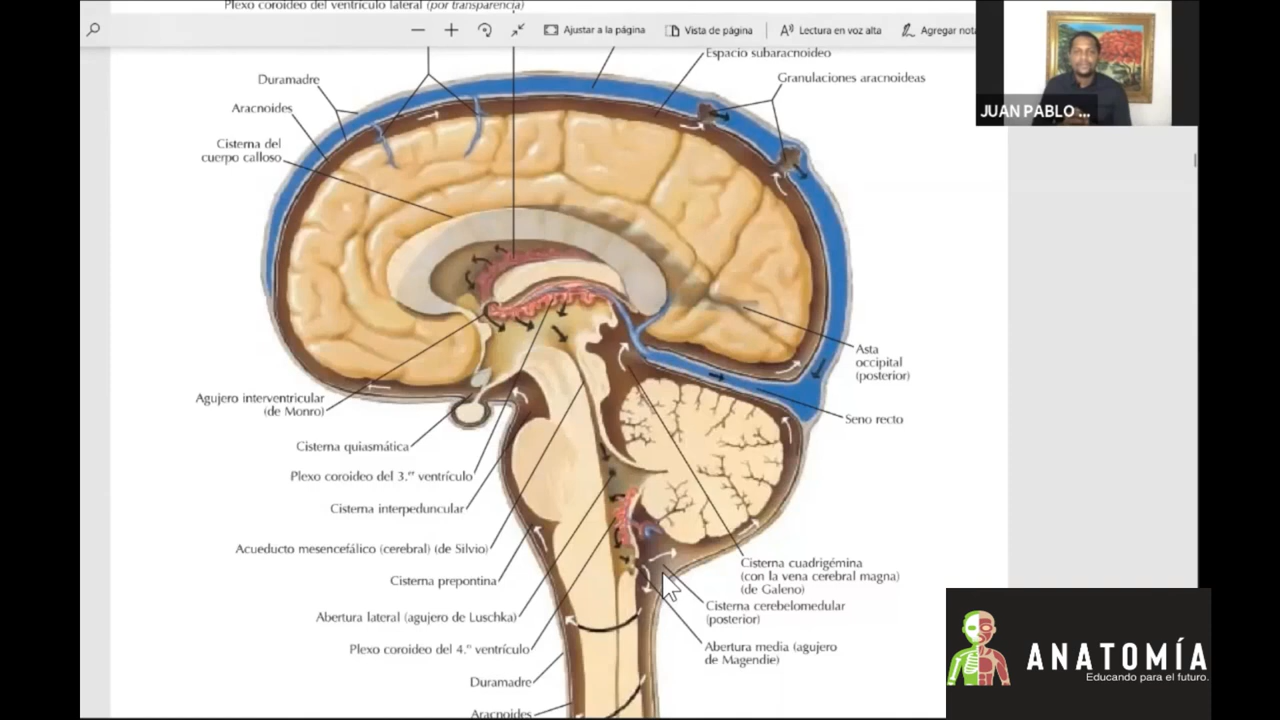 Plexo coroideo del ventrículo lateral (por transparencia)
Ajustar a la página
Vista de página
Lectura en voz alta
Agregar nota
JUAN PABLO ...
Espacio subaracnoideo
Granulaciones aracnoideas
Duramadre
Aracnoides
Cisterna del
cuerpo calloso
Asta
occipital
(posterior)
Seno recto
Agujero interventricular
(de Monro)
Cisterna quiasmática
Plexo coroideo del 3.er ventrículo
Cisterna interpeduncular
Acueducto mesencefálico (cerebral) (de Silvio)
Cisterna prepontina
Abertura lateral (agujero de Luschka)
Plexo coroideo del 4.º ventrículo
Duramadre
Aracnoides
Cisterna cuadrigémina
(con la vena cerebral magna)
(de Galeno)
Cisterna cerebelomedular
(posterior)
Abertura media (agujero
de Magendie)
ANATOMÍA
Educando para el futuro.